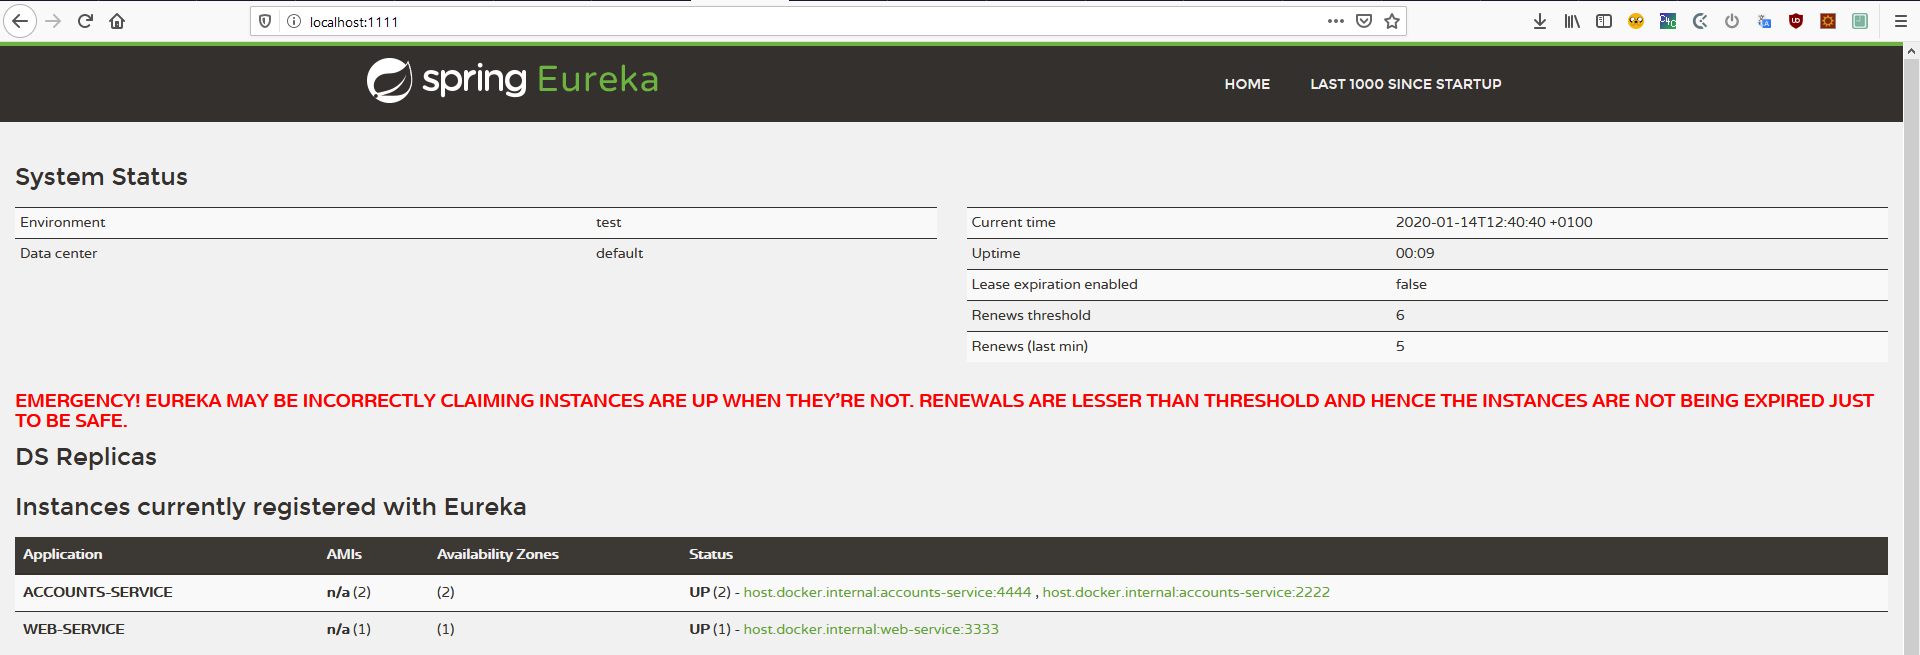 localhost:1111
spring Eureka
HOME LAST 1000 SINCE STARTUP
System Status
Environment test
Data center default
Current time 2020-01-14T12:40:40 +0100
Uptime 00:09
Lease expiration enabled false
Renews threshold 6
Renews (last min) 5
EMERGENCY! EUREKA MAY BE INCORRECTLY CLAIMING INSTANCES ARE UP WHEN THEY'RE NOT. RENEWALS ARE LESSER THAN THRESHOLD AND HENCE THE INSTANCES ARE NOT BEING EXPIRED JUST
TO BE SAFE.
DS Replicas
Instances currently registered with Eureka
Application AMIs Availability Zones Status
ACCOUNTS-SERVICE n/a (2) (2) UP (2) - host.docker.internal:accounts-service:4444 , host.docker.internal:accounts-service:2222
WEB-SERVICE n/a (1) (1) UP (1) - host.docker.internal:web-service:3333